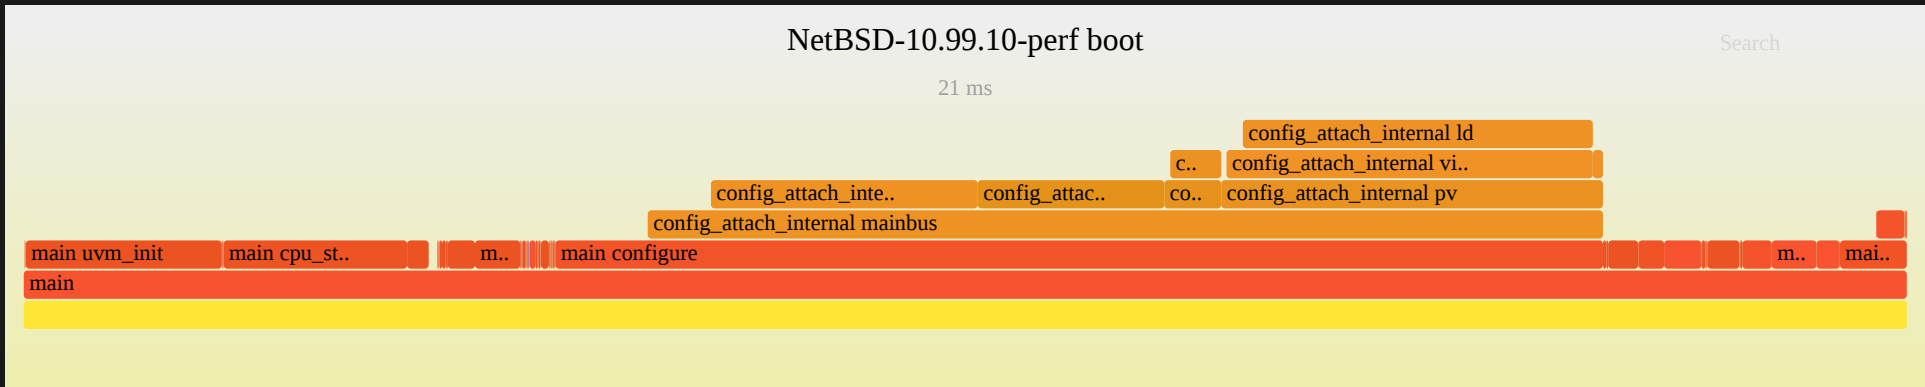 NetBSD-10.99.10-perf boot
Search
21 ms
config_attach_internal ld
c.. config_attach_internal vi..
config_attach_inte.. config_attac.. co.. config_attach_internal pv
config_attach_internal mainbus
main uvm_init main cpu_st.. m.. main configure m.. mai..
main